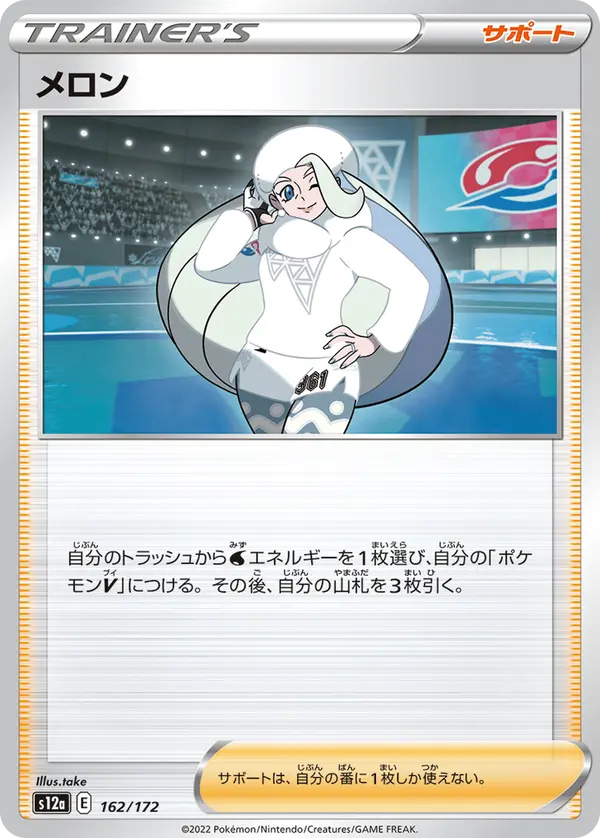 TRAINER'S サポート
メロン
361
自分のトラッシュからエネルギーを1枚選び、自分の「ポケ
モンV」につける。その後、自分の山札を3枚引く。
サポートは、自分の番に1枚しか使えない。
Illus.take
s12a E 162/172
©2022 Pokémon/Nintendo/Creatures/GAME FREAK.